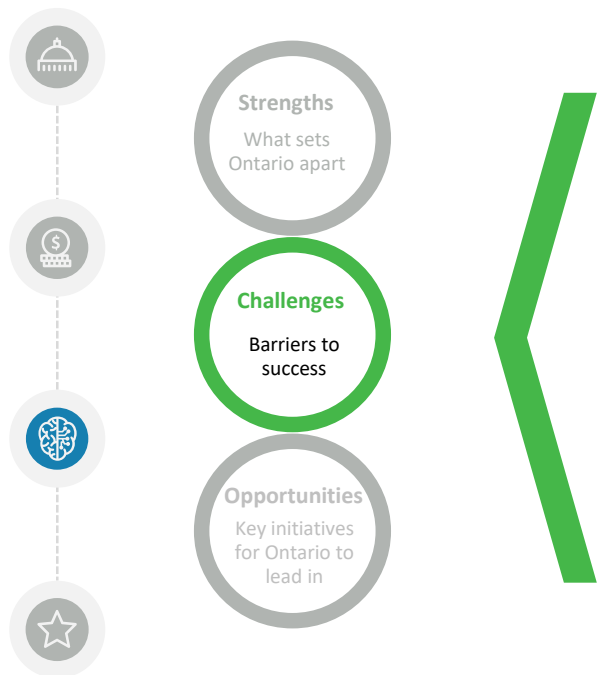 Strengths
What sets
Ontario apart
$
Challenges
Barriers to
success
Opportunities
Key initiatives
for Ontario to
lead in